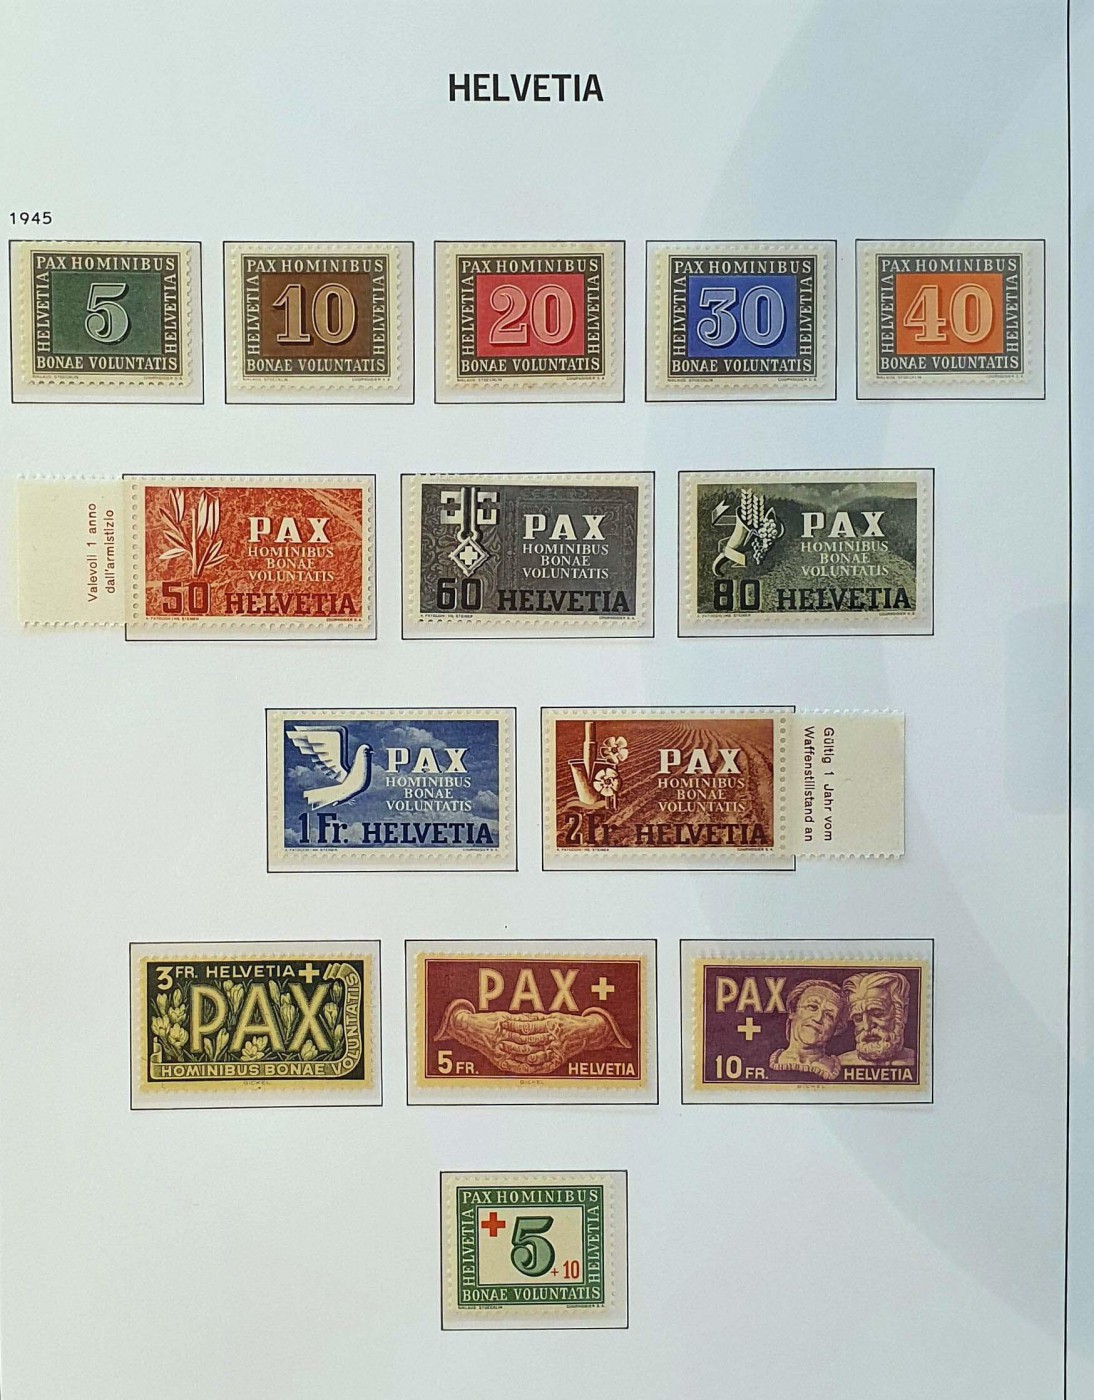 HELVETIA
1945
PAX HOMINIBUS
HELVETIA
5
HELVETIA
BONAE VOLUNTATIS
PAX HOMINIBUS
HELVETIA
10
HELVETIA
BONAE VOLUNTATIS
PAX HOMINIBUS
HELVETIA
20
HELVETIA
BONAE VOLUNTATIS
PAX HOMINIBUS
HELVETIA
30
HELVETIA
BONAE VOLUNTATIS
PAX HOMINIBUS
HELVETIA
40
HELVETIA
BONAE VOLUNTATIS
Valevoli 1 anno
dall'armistizio
PAX
HOMINIBUS
BONAE
VOLUNTATIS
50 HELVETIA
PAX
HOMINIBUS
BONAE
VOLUNTATIS
60 HELVETIA
PAX
HOMINIBUS
BONAE
VOLUNTATIS
80 HELVETIA
PAX
HOMINIBUS
BONAE
VOLUNTATIS
1 Fr. HELVETIA
PAX
HOMINIBUS
BONAE
VOLUNTATIS
2 Fr HELVETIA
Gültig 1 Jahr vom
Waffenstillstand an
3 FR. HELVETIA +
PAX
HOMINIBUS BONAE VOLUNTATIS
BICKEL
PAX +
5 FR. HELVETIA
BICKEL
PAX
+
10 FR. HELVETIA
BICKEL
PAX HOMINIBUS
HELVETIA
5
+ 10
HELVETIA
BONAE VOLUNTATIS